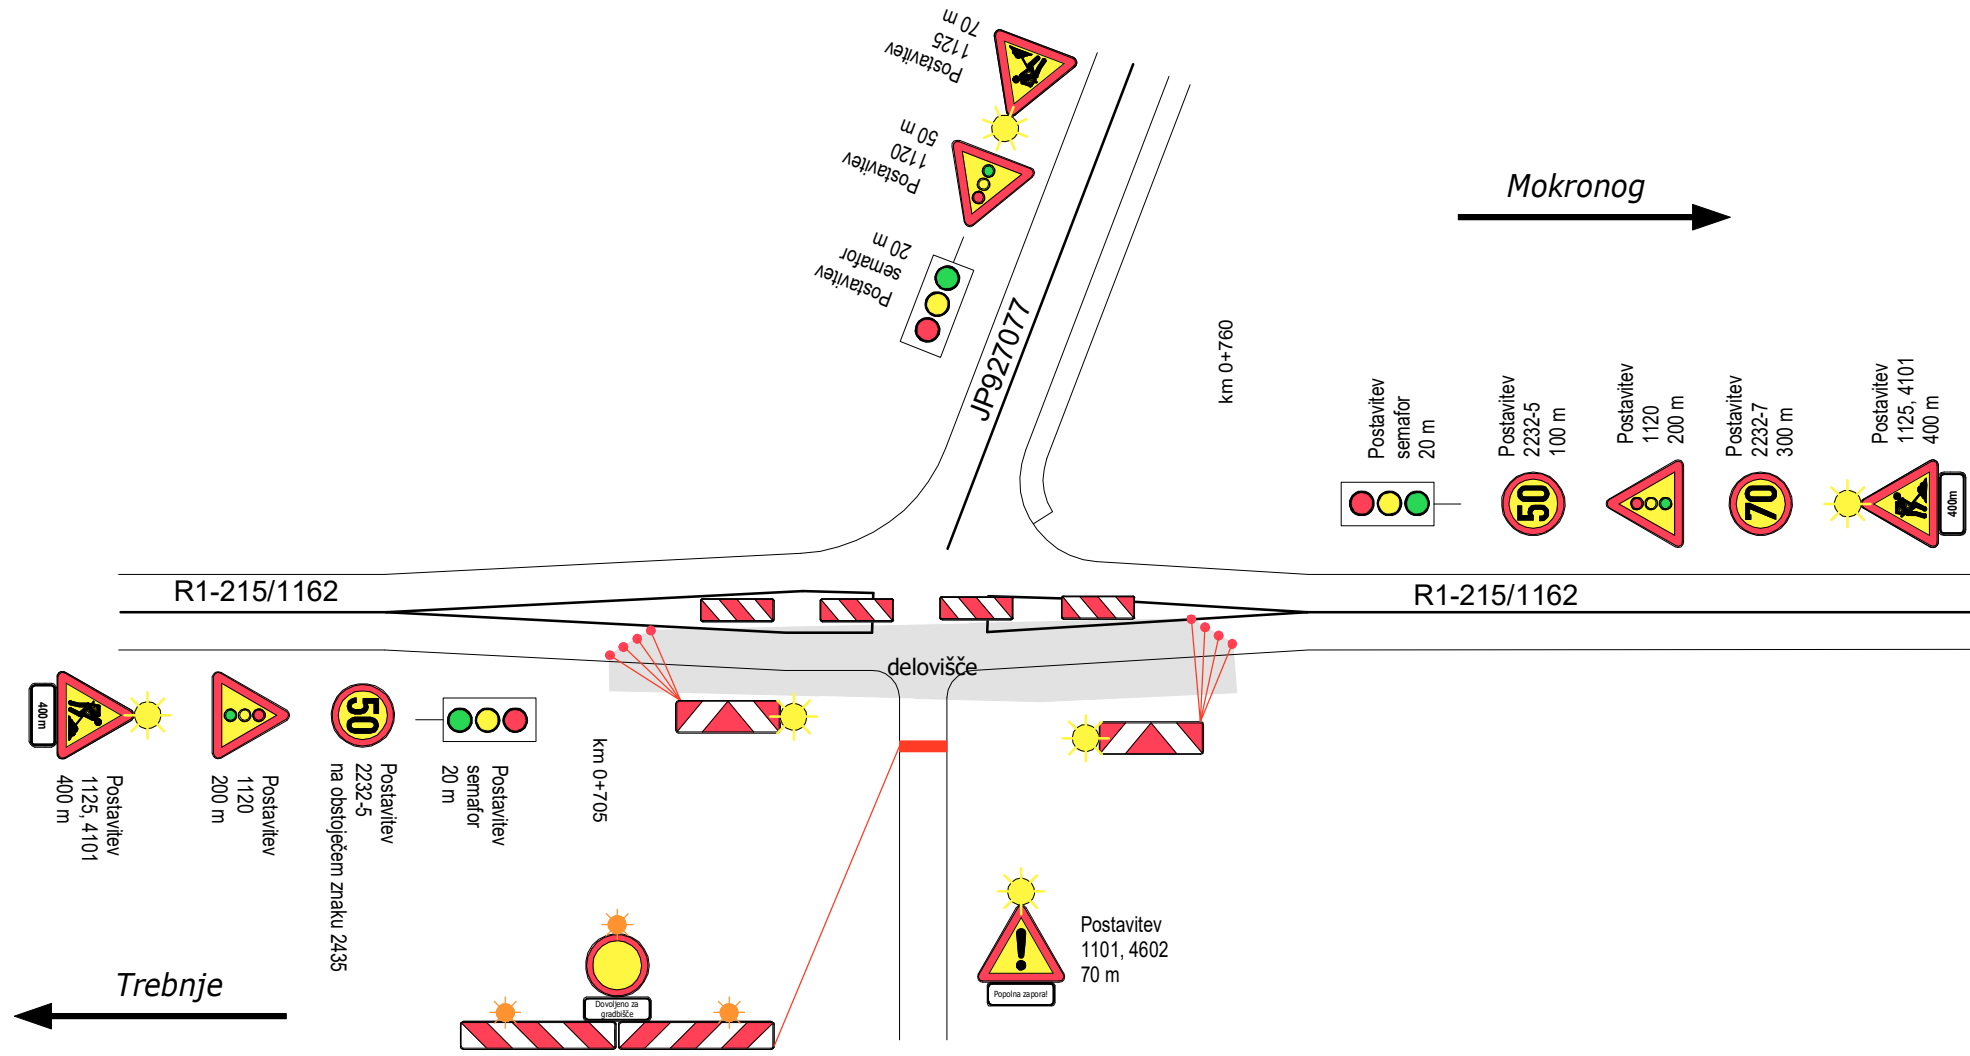 Postavitev
1125
70 m
Postavitev
1120
50 m
Postavitev
semafor
20 m
JP927077
Mokronog
km 0+760
Postavitev
semafor
20 m
Postavitev
2232-5
100 m
Postavitev
1120
200 m
Postavitev
2232-7
300 m
Postavitev
1125, 4101
400 m
50
70
400m
R1-215/1162
R1-215/1162
delovišče
400m
50
Postavitev
1125, 4101
400 m
Postavitev
1120
200 m
Postavitev
2232-5
na obstoječem znaku 2435
Postavitev
semafor
20 m
km 0+705
Trebnje
Dovoljeno za
gradbišče
!
Popolna zapora!
Postavitev
1101, 4602
70 m